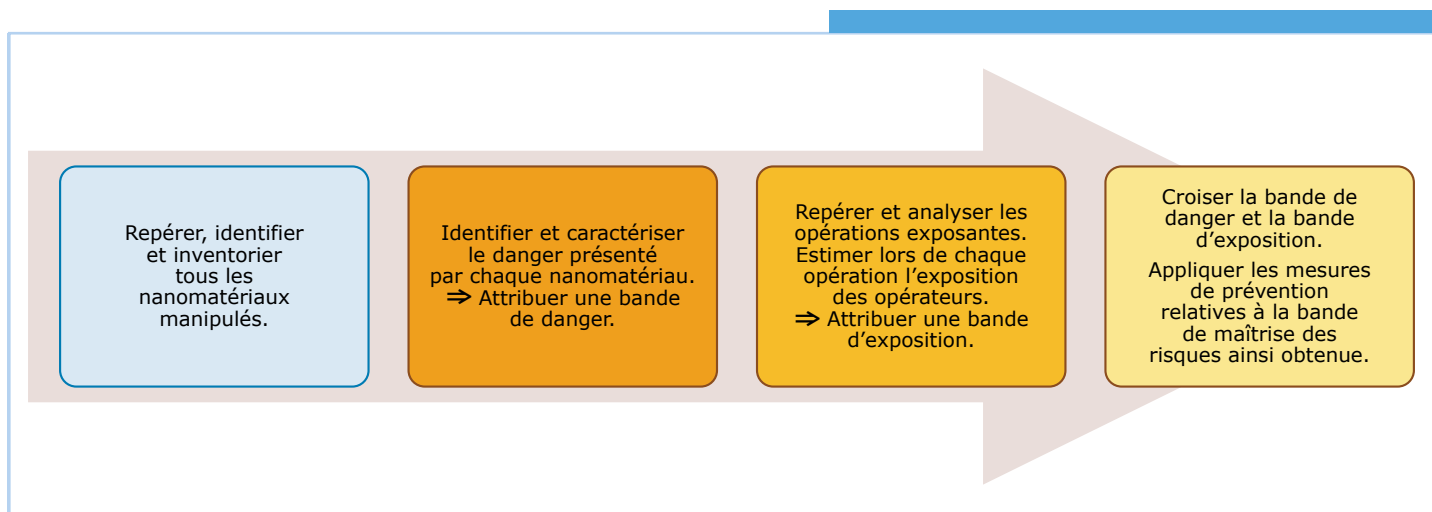 Repérer, identifier
et inventorier
tous les
nanomatériaux
manipulés.
Identifier et caractériser
le danger présenté
par chaque nanomatériau.
⇒ Attribuer une bande
de danger.
Repérer et analyser les
opérations exposantes.
Estimer lors de chaque
opération l’exposition
des opérateurs.
⇒ Attribuer une bande
d’exposition.
Croiser la bande de
danger et la bande
d’exposition.
Appliquer les mesures
de prévention
relatives à la bande
de maîtrise des
risques ainsi obtenue.